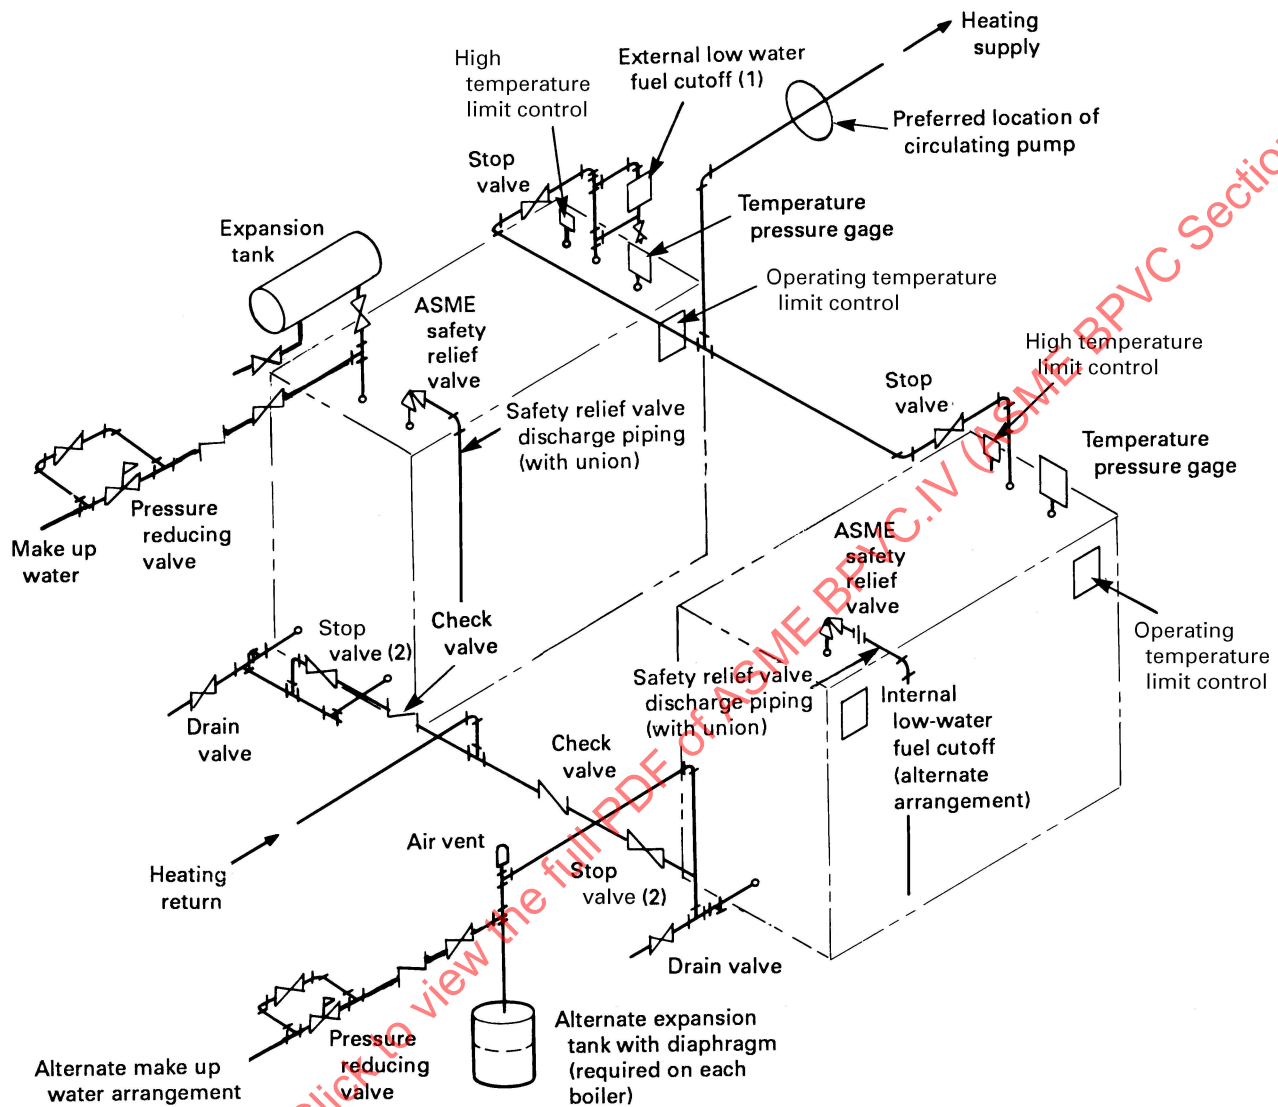 Heating
supply
High
temperature
limit control
External low water
fuel cutoff (1)
Preferred location of
circulating pump
Stop
valve
Expansion
tank
Temperature
pressure gage
Operating temperature
limit control
ASME
safety
relief
valve
High temperature
limit control
Stop
valve
Safety relief valve
discharge piping
(with union)
Temperature
pressure gage
Pressure
reducing
valve
Make up
water
ASME
safety
relief
valve
Check
valve
Stop
valve (2)
Operating
temperature
limit control
Drain
valve
Safety relief valve
discharge piping
(with union)
Internal
low-water
fuel cutoff
(alternate
arrangement)
Check
valve
Air vent
Heating
return
Stop
valve (2)
Drain valve
Alternate expansion
tank with diaphragm
(required on each
boiler)
Pressure
reducing
valve
Alternate make up
water arrangement
Click to view the full PDF of ASME BPVC.IV (ASME BPVC Section